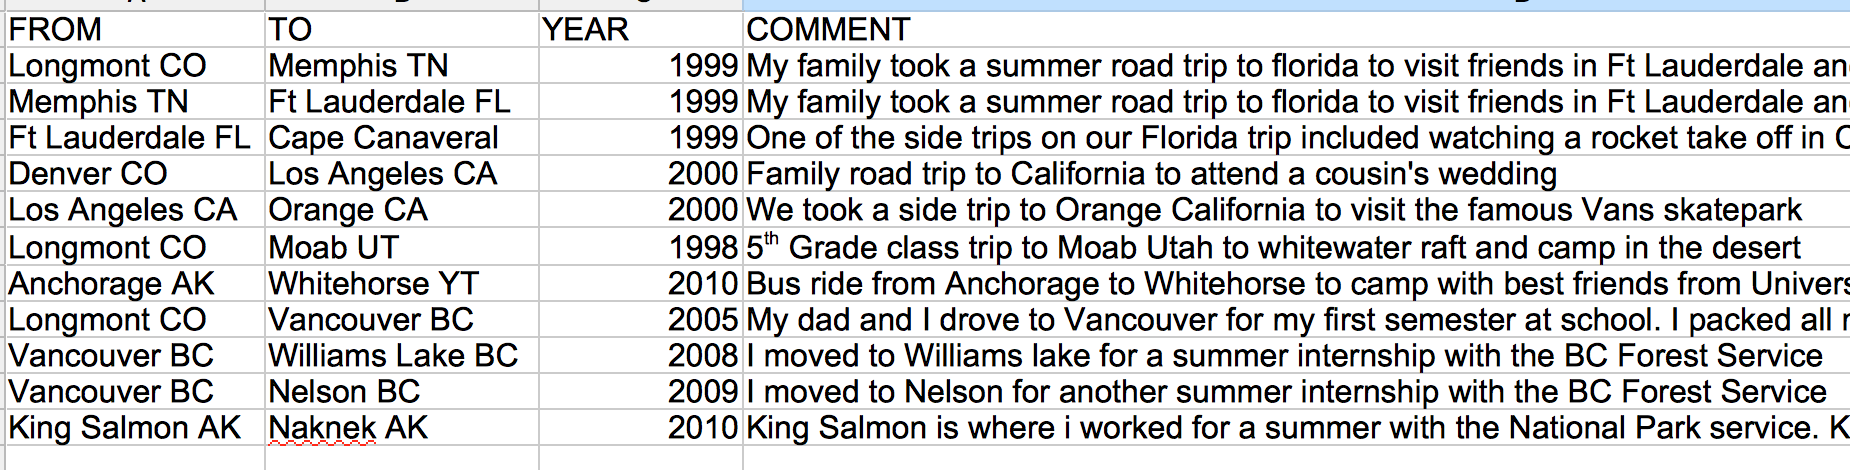 FROM TO YEAR COMMENT
Longmont CO Memphis TN 1999 My family took a summer road trip to florida to visit friends in Ft Lauderdale
Memphis TN Ft Lauderdale FL 1999 My family took a summer road trip to florida to visit friends in Ft Lauderdale
Ft Lauderdale FL Cape Canaveral 1999 One of the side trips on our Florida trip included watching a rocket take off in
Denver CO Los Angeles CA 2000 Family road trip to California to attend a cousin's wedding
Los Angeles CA Orange CA 2000 We took a side trip to Orange California to visit the famous Vans skatepark
Longmont CO Moab UT 1998 5th Grade class trip to Moab Utah to whitewater raft and camp in the desert
Anchorage AK Whitehorse YT 2010 Bus ride from Anchorage to Whitehorse to camp with best friends from
Longmont CO Vancouver BC 2005 My dad and I drove to Vancouver for my first semester at school. I packed all
Vancouver BC Williams Lake BC 2008 I moved to Williams lake for a summer internship with the BC Forest Service
Vancouver BC Nelson BC 2009 I moved to Nelson for another summer internship with the BC Forest Service
King Salmon AK Naknek AK 2010 King Salmon is where i worked for a summer with the National Park service.